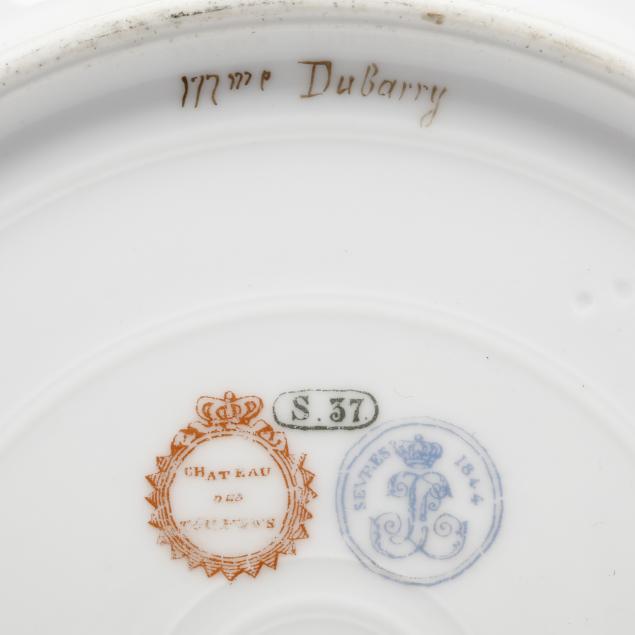 Mme DuBarry
S. 37.
CHATEAU
DES
SEVRES 1844